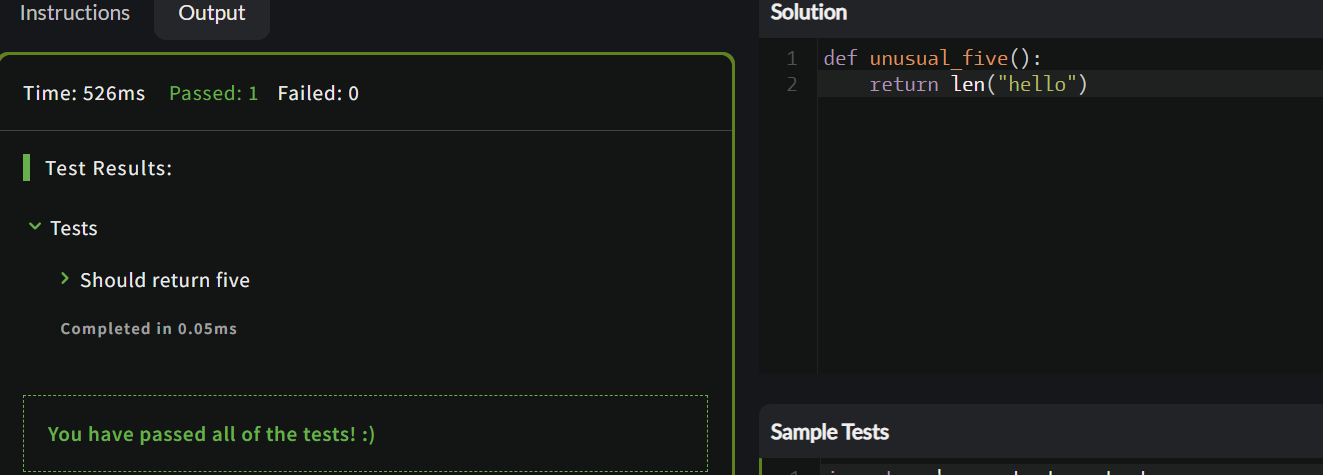 Instructions
Output
Time: 526ms Passed: 1 Failed: 0
Test Results:
Tests
Should return five
Completed in 0.05ms
You have passed all of the tests! :)
Solution
1 def unusual_five():
2 return len("hello")
Sample Tests